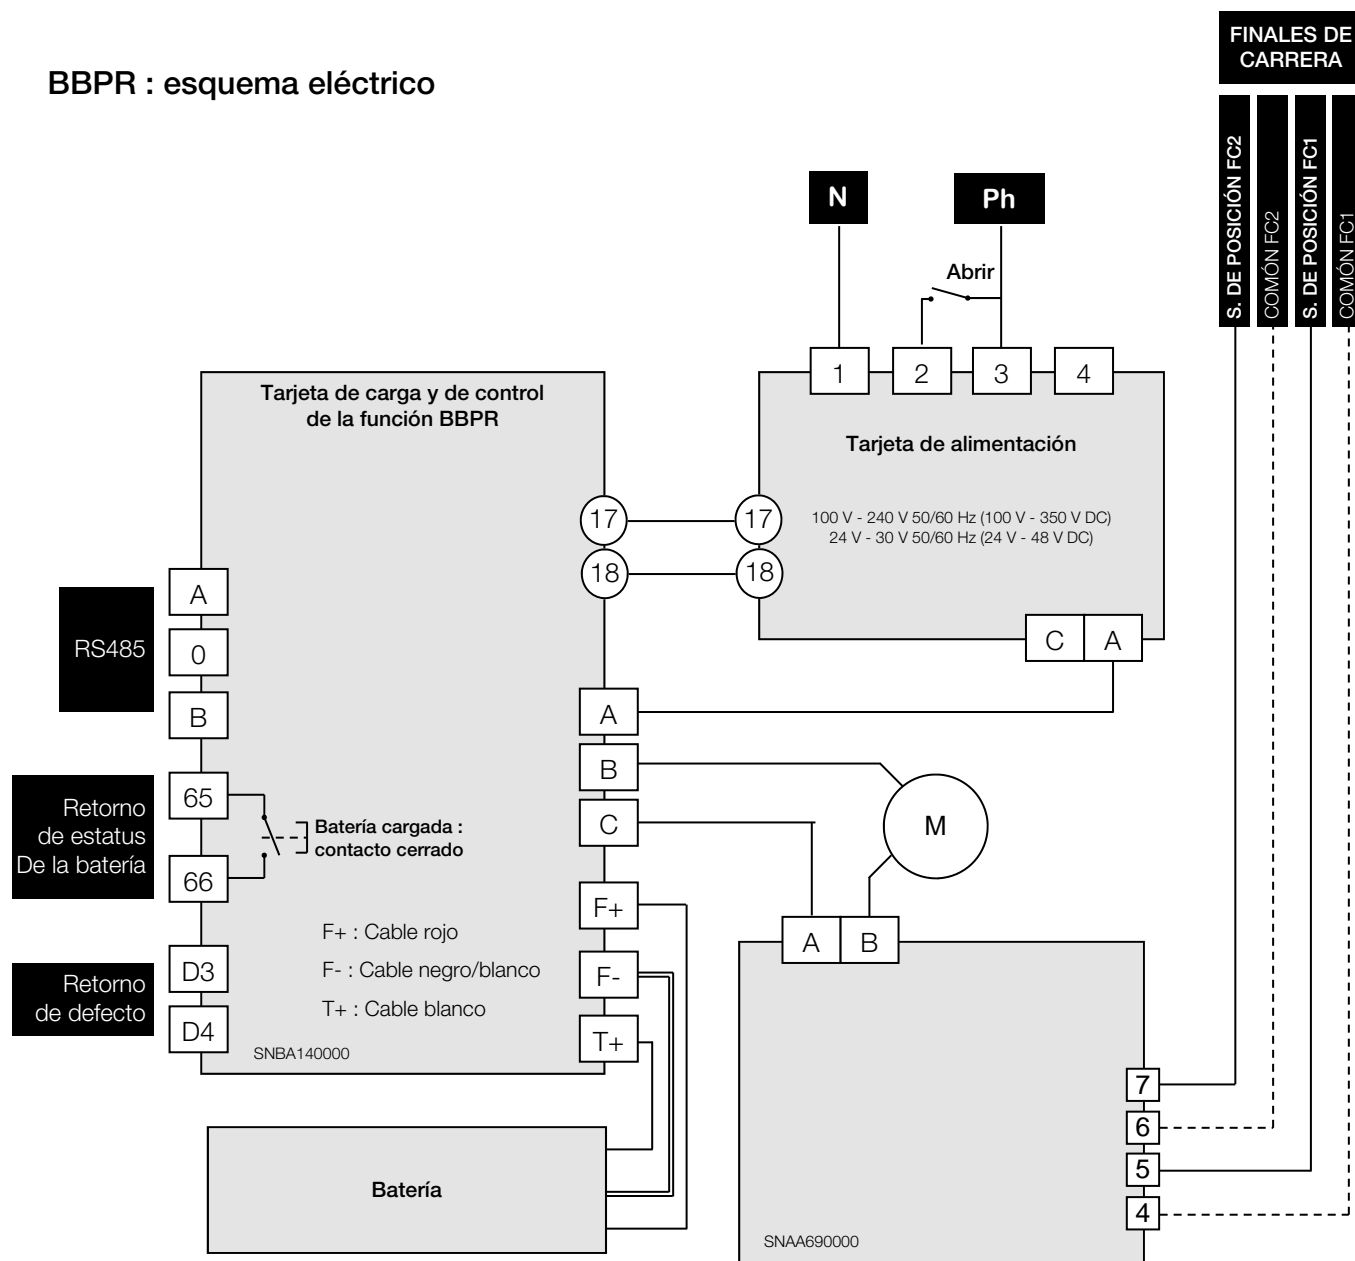 BBPR : esquema eléctrico
FINALES DE
CARRERA
S. DE POSICIÓN FC2
COMÓN FC2
S. DE POSICIÓN FC1
COMÓN FC1
N
Ph
Abrir
1
2
3
4
Tarjeta de alimentación
100 V - 240 V 50/60 Hz (100 V - 350 V DC)
24 V - 30 V 50/60 Hz (24 V - 48 V DC)
17
18
C
A
Tarjeta de carga y de control
de la función BBPR
17
18
RS485
A
0
B
A
B
C
M
Retorno
de estatus
De la batería
65
66
Batería cargada :
contacto cerrado
F+ : Cable rojo
F- : Cable negro/blanco
T+ : Cable blanco
F+
F-
T+
Retorno
de defecto
D3
D4
SNBA140000
Batería
A
B
7
6
5
4
SNAA690000